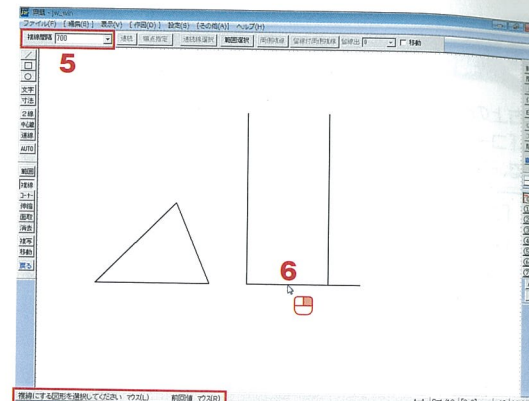 無題 - jw_win
ファイル(F) [編集(E)] 表示(V) [作図(D)] 設定(S) [その他(A)] ヘルプ(H)
複線間隔 700 連続 端点指定 連続線選択 範囲選択 両側複線 留線付両側複線 留線出 0 移動
5
文字
寸法
2線
中心線
連線
AUTO
範囲
複線
コーナー
伸縮
面取
消去
複写
移動
戻る
6
複線にする図形を選択してください マウス(L) 前回値 マウス(R)